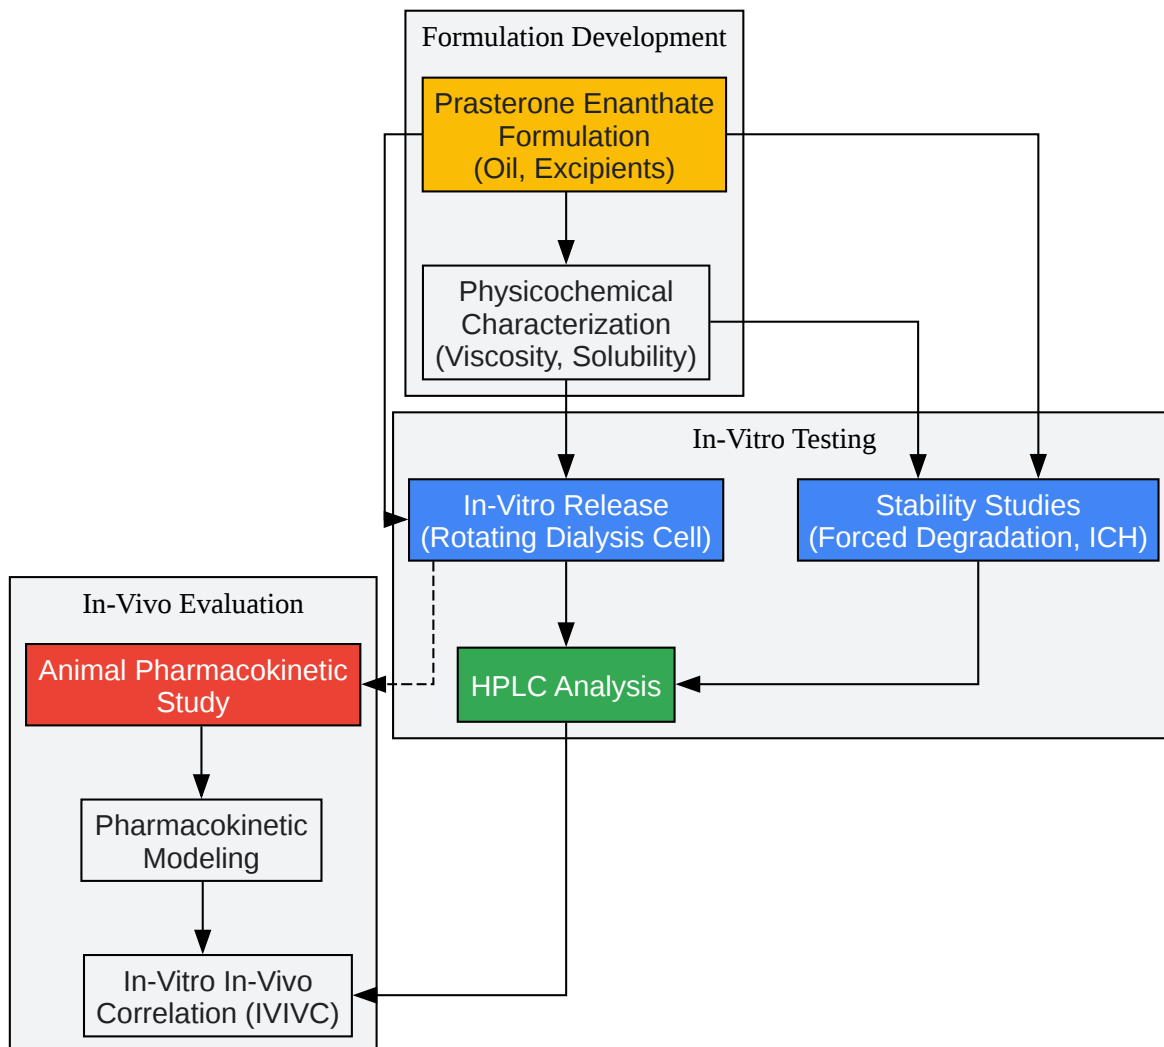 Formulation Development
Prasterone Enanthate
Formulation
(Oil, Excipients)
Physicochemical
Characterization
(Viscosity, Solubility)
In-Vitro Testing
In-Vitro Release
(Rotating Dialysis Cell)
Stability Studies
(Forced Degradation, ICH)
HPLC Analysis
In-Vivo Evaluation
Animal Pharmacokinetic
Study
Pharmacokinetic
Modeling
In-Vitro In-Vivo
Correlation (IVIVC)